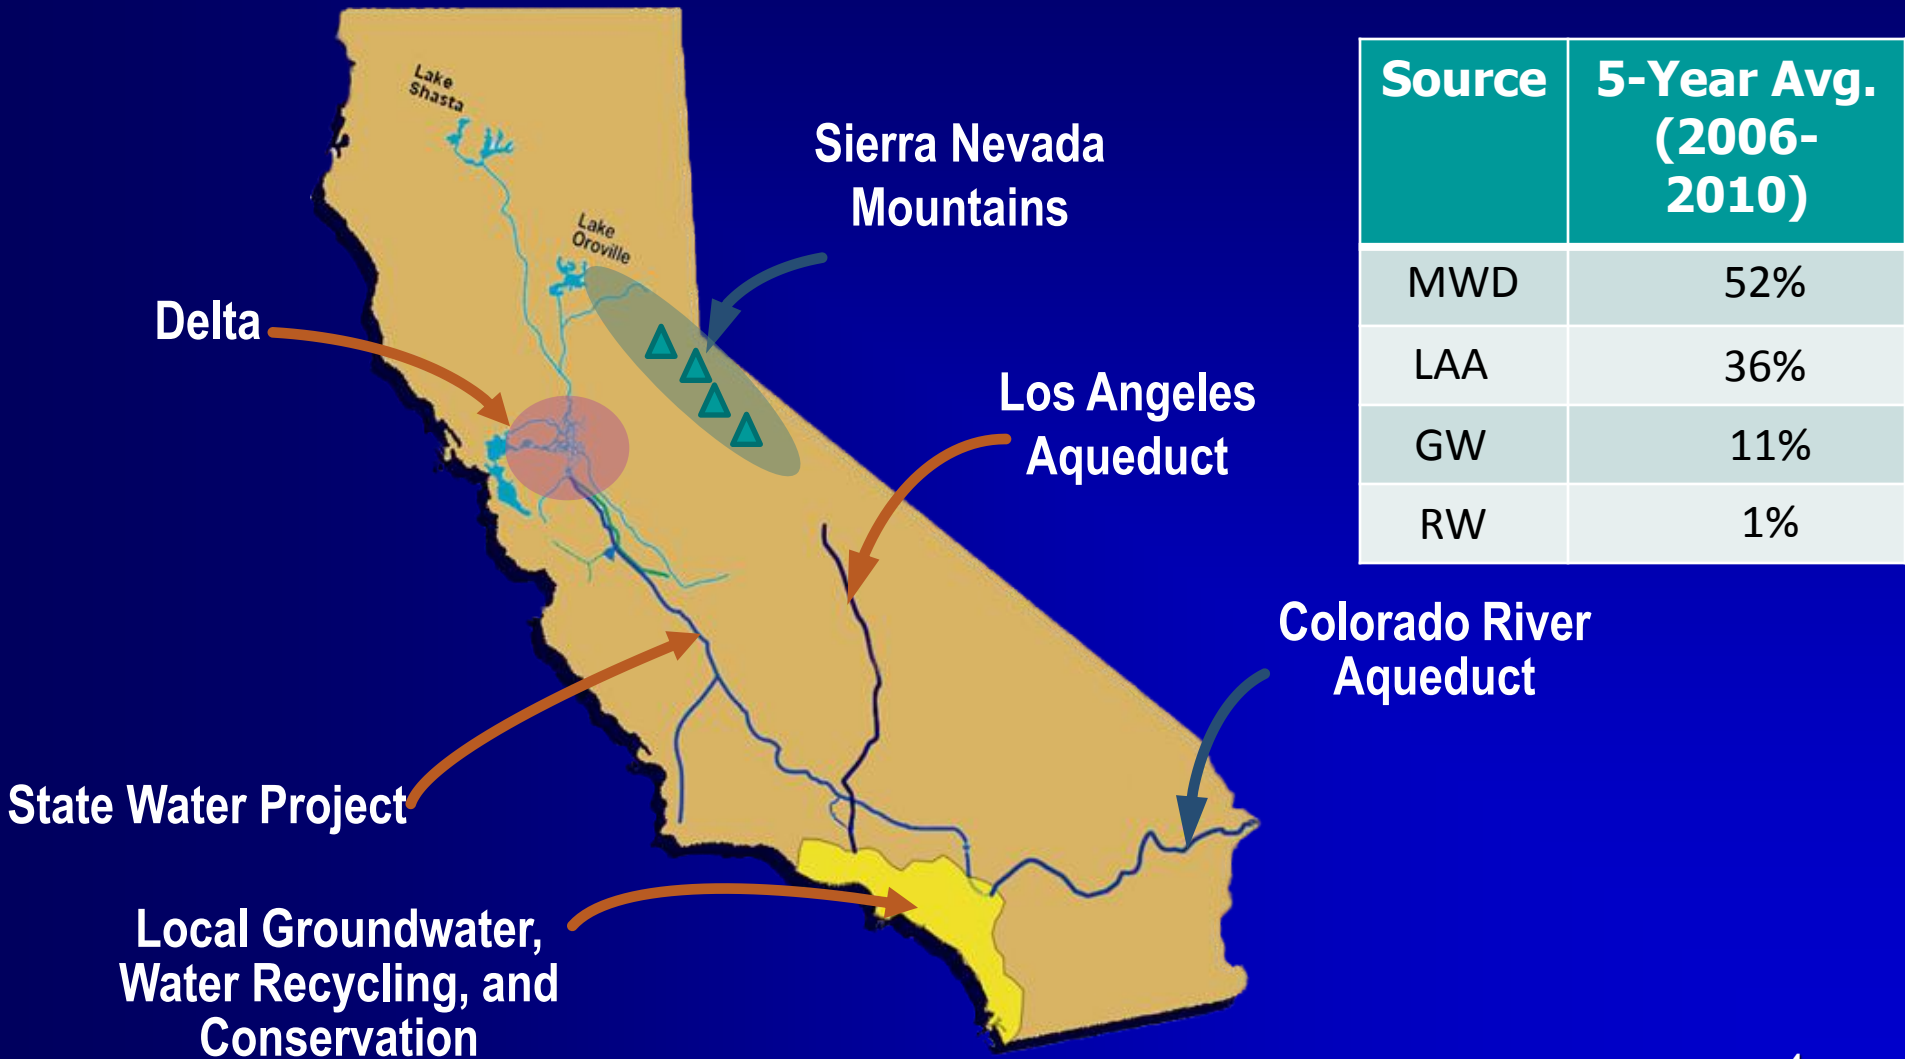 Lake
Shasta
Sierra Nevada
Mountains
Lake
Oroville
Delta
Los Angeles
Aqueduct
Colorado River
Aqueduct
State Water Project
Local Groundwater,
Water Recycling, and
Conservation
Source 5-Year Avg.
(2006-
2010)
MWD 52%
LAA 36%
GW 11%
RW 1%